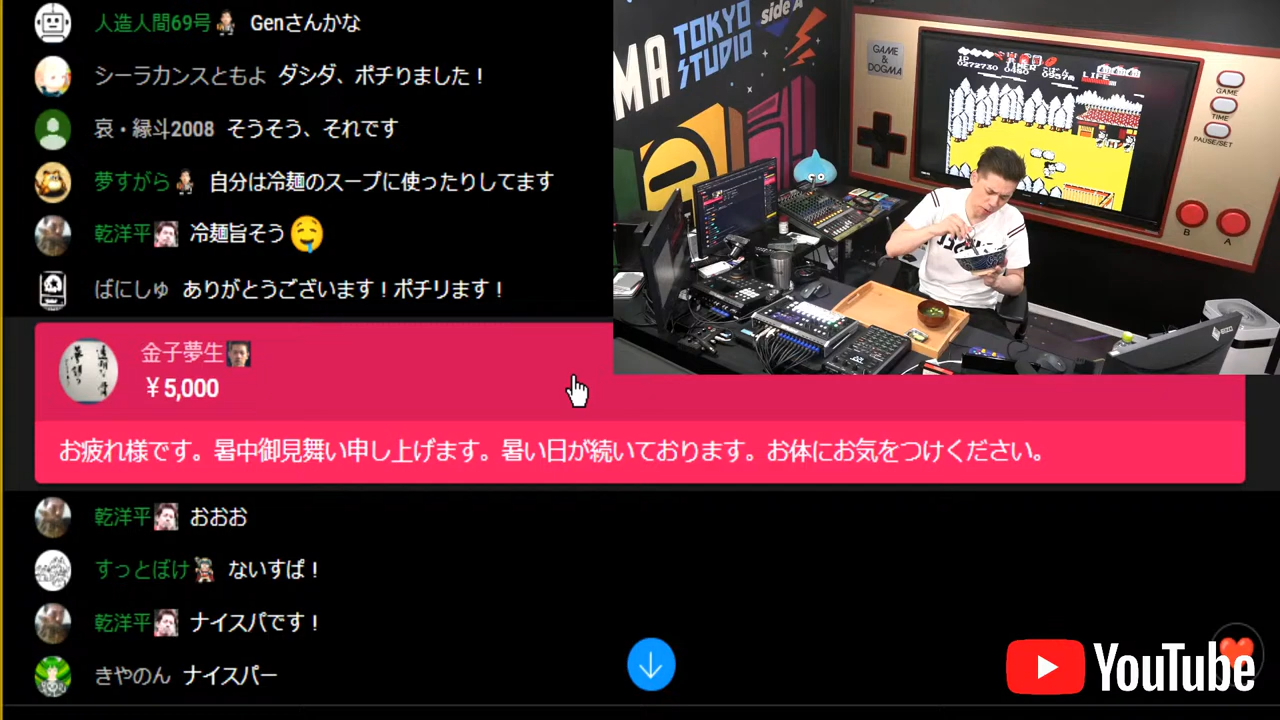 人造人間69号 Genさんかな
シーラカンスともよ ダシダ、ポチりました！
哀・縁斗2008 そうそう、それです
夢すがら 自分は冷麺のスープに使ったりしてます
乾洋平 冷麺旨そう
ばにしゅ ありがとうございます！ポチリます！
金子夢生
￥5,000
お疲れ様です。暑中御見舞い申し上げます。暑い日が続いております。お体にお気をつけください。
乾洋平 おおお
すっとぼけ ないすぱ！
乾洋平 ナイスパです！
きやのん ナイスパー
MA TOKYO STUDIO side A
GAME & DOGMA
1P
0272730
TIMER
LIFE
GAME
TIME
PAUSE/SET
B A
EIZO
YouTube